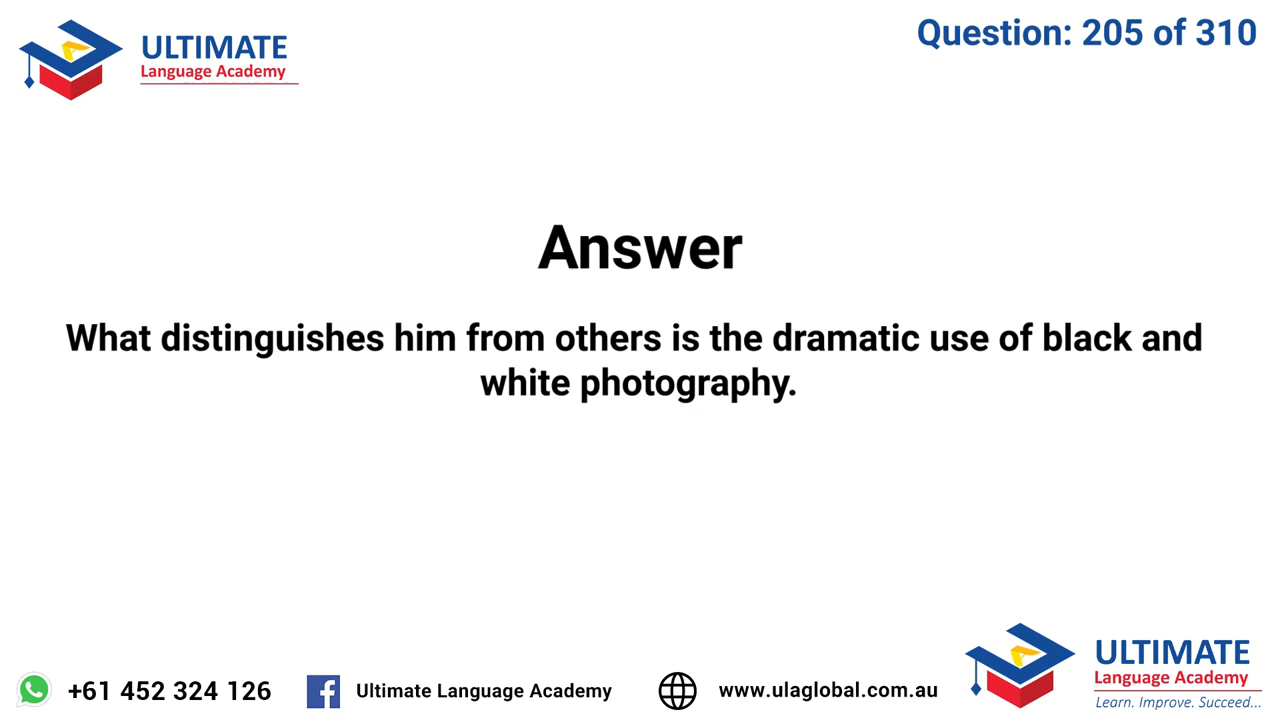 ULTIMATE
Language Academy
Question: 205 of 310
Answer
What distinguishes him from others is the dramatic use of black and
white photography.
+61 452 324 126
Ultimate Language Academy
www.ulaglobal.com.au
ULTIMATE
Language Academy
Learn. Improve. Succeed...